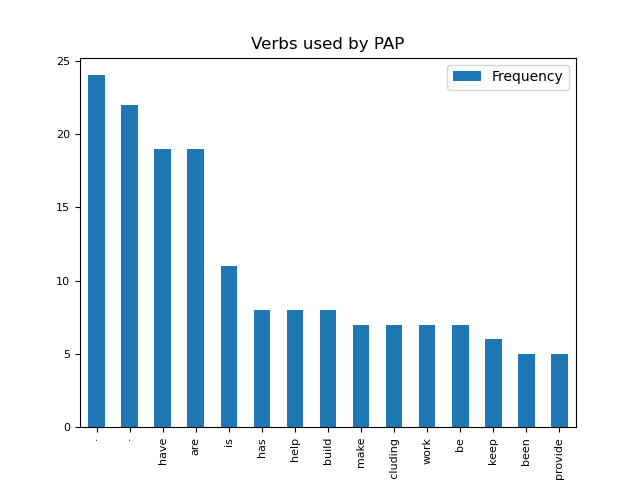 Verbs used by PAP
Frequency
25
20
15
10
5
0
.
.
have
are
is
has
help
build
make
cluding
work
be
keep
been
provide